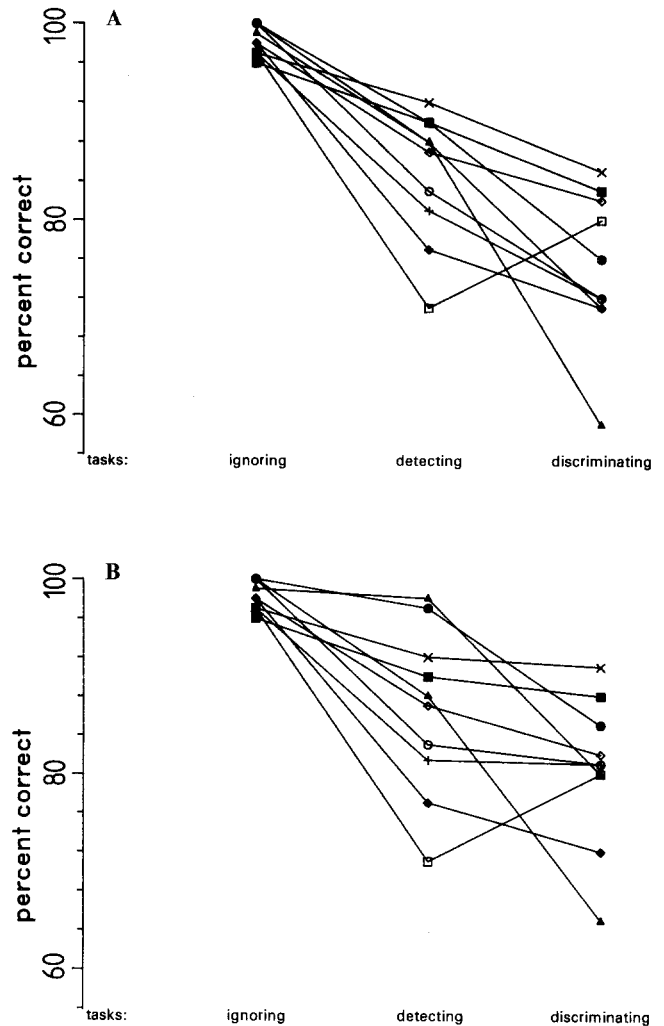 A
100
80
60
percent correct
tasks: ignoring detecting discriminating
B
100
80
60
percent correct
tasks: ignoring detecting discriminating